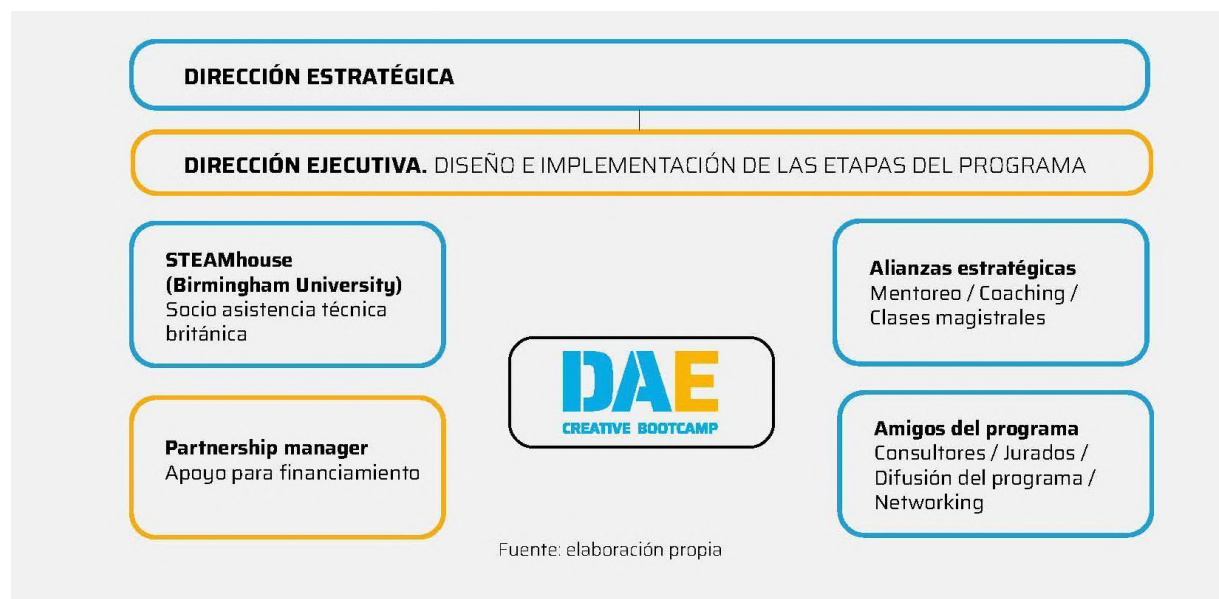 DIRECCIÓN ESTRATÉGICA
DIRECCIÓN EJECUTIVA. DISEÑO E IMPLEMENTACIÓN DE LAS ETAPAS DEL PROGRAMA
STEAMhouse
(Birmingham University)
Socio asistencia técnica
británica
Alianzas estratégicas
Mentoreo / Coaching /
Clases magistrales
DAE
CREATIVE BOOTCAMP
Partnership manager
Apoyo para financiamiento
Amigos del programa
Consultores / Jurados /
Difusión del programa /
Networking
Fuente: elaboración propia